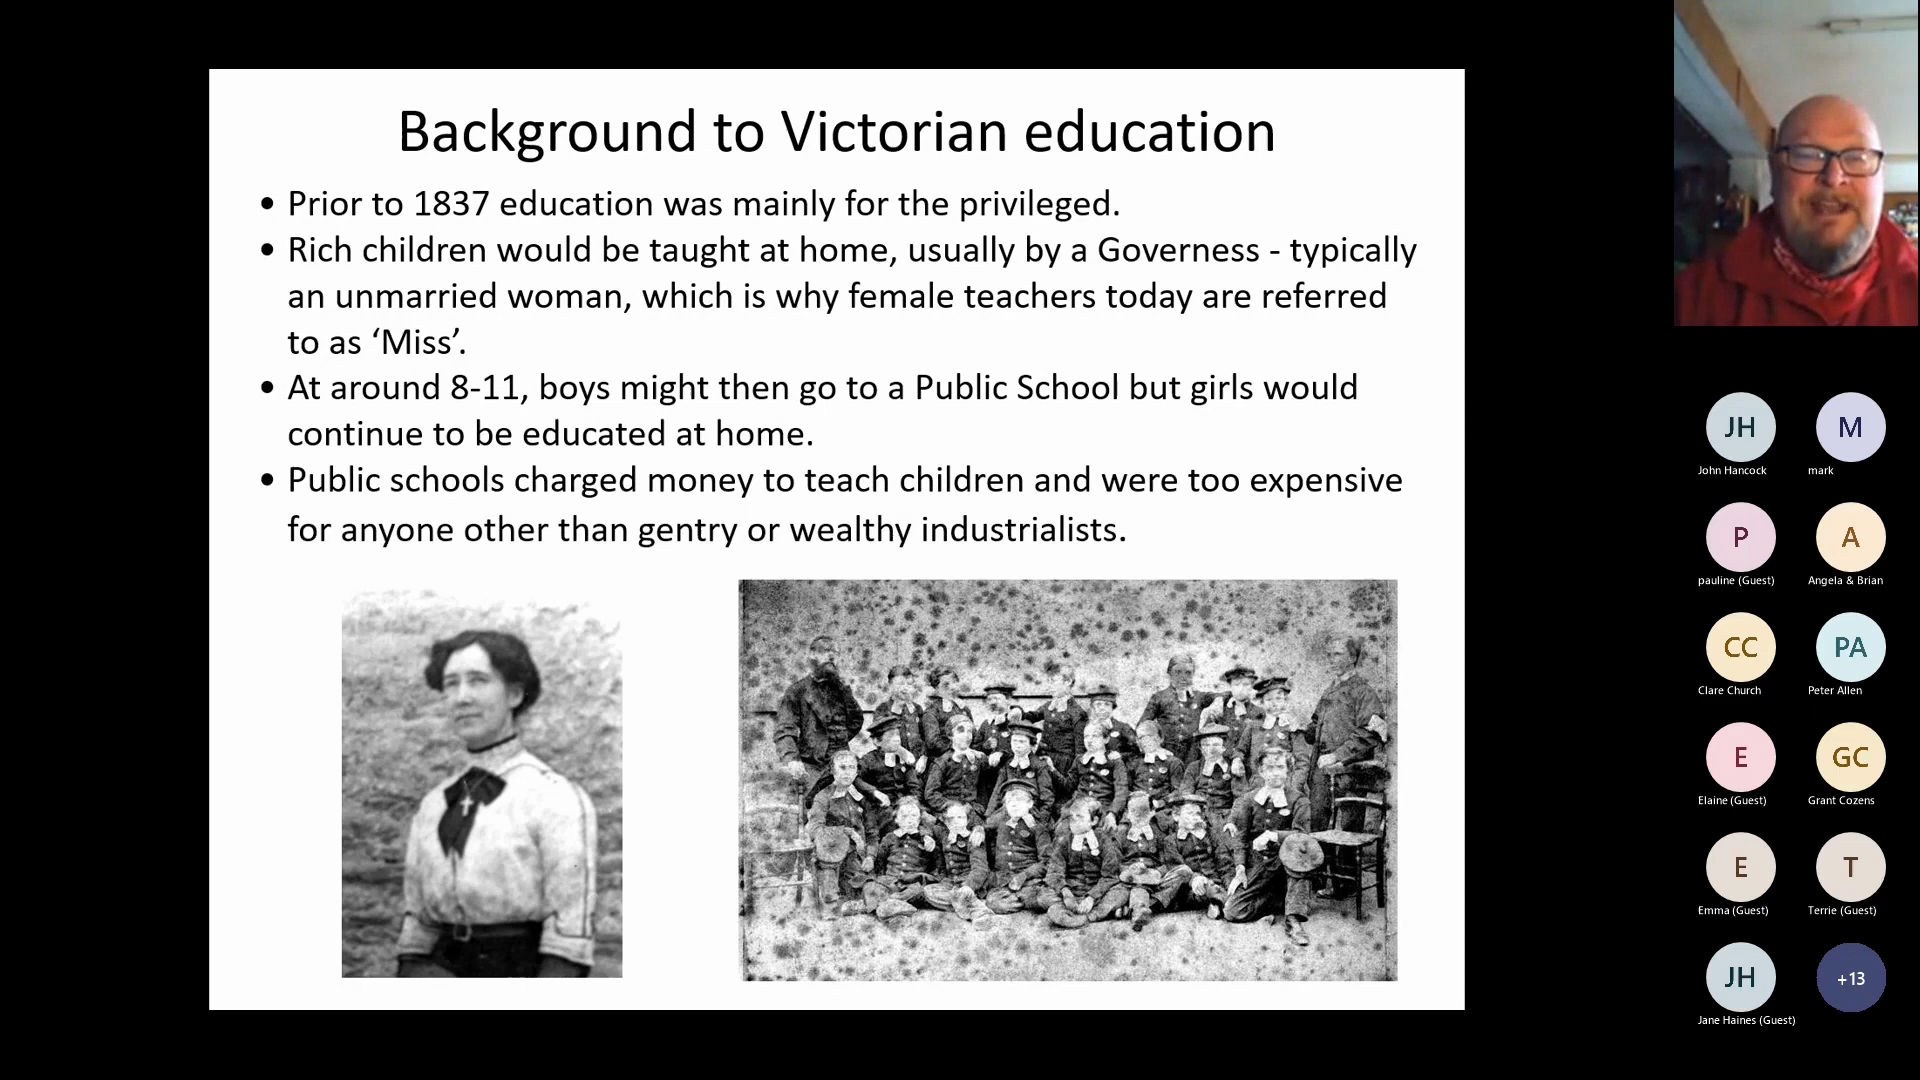 Background to Victorian education
• Prior to 1837 education was mainly for the privileged.
• Rich children would be taught at home, usually by a Governess - typically
an unmarried woman, which is why female teachers today are referred
to as ‘Miss’.
• At around 8-11, boys might then go to a Public School but girls would
continue to be educated at home.
• Public schools charged money to teach children and were too expensive
for anyone other than gentry or wealthy industrialists.
JH
M
John Hancock
mark
P
A
pauline (Guest)
Angela & Brian
CC
PA
Clare Church
Peter Allen
E
GC
Elaine (Guest)
Grant Cozens
E
T
Emma (Guest)
Terrie (Guest)
JH
+13
Jane Haines (Guest)